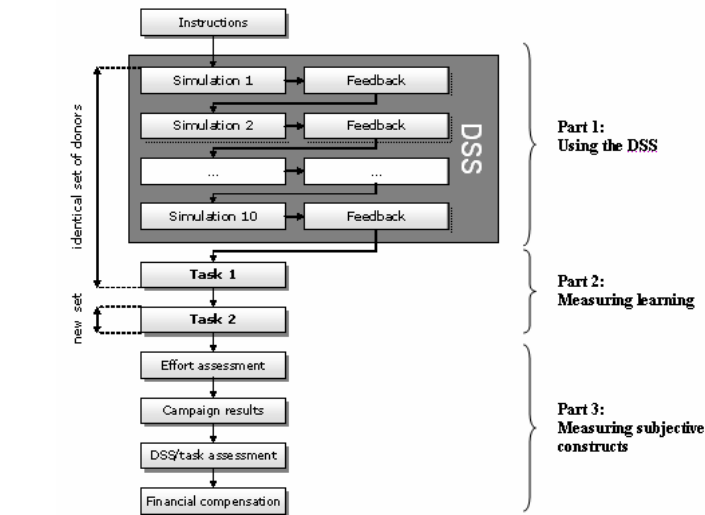 Instructions
Simulation 1
Feedback
Simulation 2
Feedback
...
...
Simulation 10
Feedback
DSS
identical set of donors
Part 1:
Using the DSS
Task 1
Task 2
new set
Part 2:
Measuring learning
Effort assessment
Campaign results
DSS/task assessment
Financial compensation
Part 3:
Measuring subjective
constructs